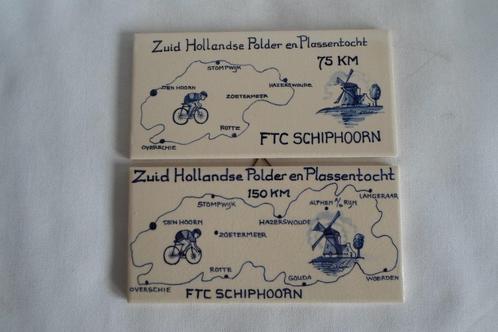 Zuid Hollandse Polder en Plassentocht
75 KM
STOMPWIJK
DEN HOORN
HAZERSWOUDE
ZOETERMEER
ROTTE
OVERSCHIE
FTC SCHIPHOORN
Zuid Hollandse Polder en Plassentocht
150 KM
LANGERAAR
STOMPWIJK
ALPHEN a/d RIJN
DEN HOORN
HAZERSWOUDE
ZOETERMEER
ROTTE
GOUDA
WOERDEN
OVERSCHIE
FTC SCHIPHOORN